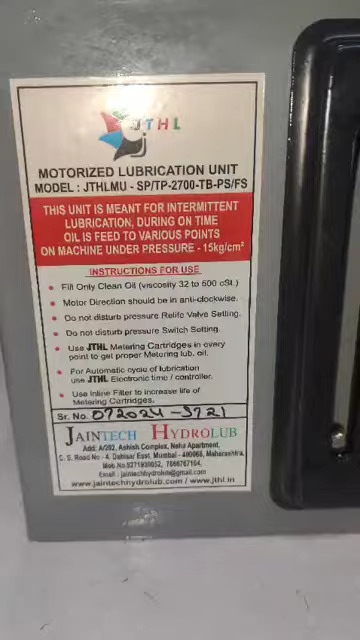 JTHL
MOTORIZED LUBRICATION UNIT
MODEL : JTHLMU - SP/TP-2700-TB-PS/FS
THIS UNIT IS MEANT FOR INTERMITTENT
LUBRICATION, DURING ON TIME
OIL IS FEED TO VARIOUS POINTS
ON MACHINE UNDER PRESSURE - 15kg/cm²
INSTRUCTIONS FOR USE
• Fill Only Clean Oil (viscosity 32 to 500 cSt.)
• Motor Direction should be in anti-clockwise.
• Do not disturb pressure Relife Valve Setting.
• Do not disturb pressure Switch Setting.
• Use JTHL Metering Cartridges in every
point to get proper Metering lub. oil.
• For Automatic cycle of lubrication
use JTHL Electronic time / controller.
• Use Inline Filter to increase life of
Metering Cartridges.
Sr. No. 072024-J721
JAINTECH HYDROLUB
Add: A/292, Ashish Complex, Neha Apartment,
C. S. Road No - 4, Dahisar East, Mumbai - 400068, Maharashtra.
Mob. No.9271930052, 7666767164,
Email : jaintechhydrolub@gmail.com
www.jaintechhydrolub.com / www.jthl.in